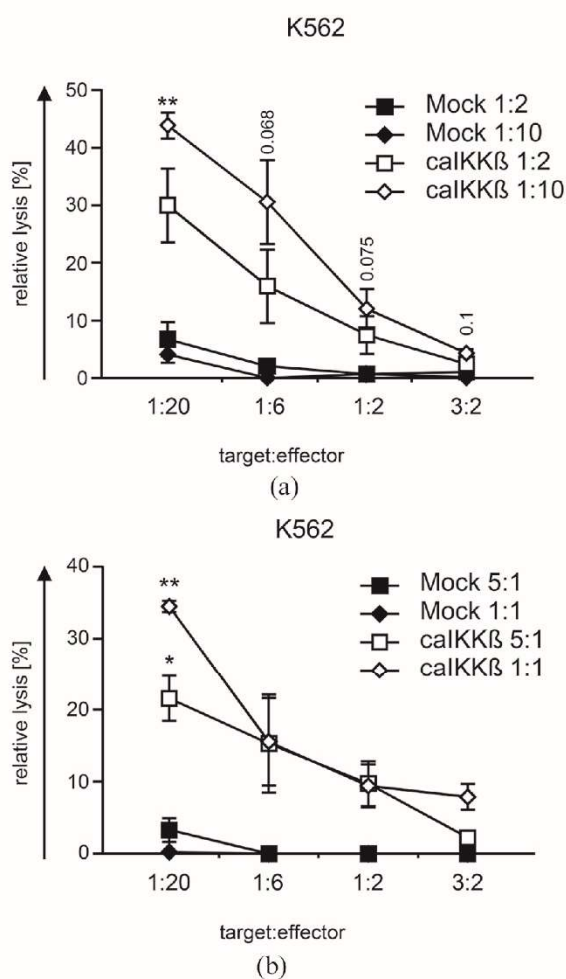 K562
relative lysis [%]
50
40
30
20
10
0
**
0.068
0.075
0.1
Mock 1:2
Mock 1:10
caIKKß 1:2
caIKKß 1:10
1:20
1:6
1:2
3:2
target:effector
(a)
K562
relative lysis [%]
40
30
20
10
0
**
*
Mock 5:1
Mock 1:1
caIKKß 5:1
caIKKß 1:1
1:20
1:6
1:2
3:2
target:effector
(b)